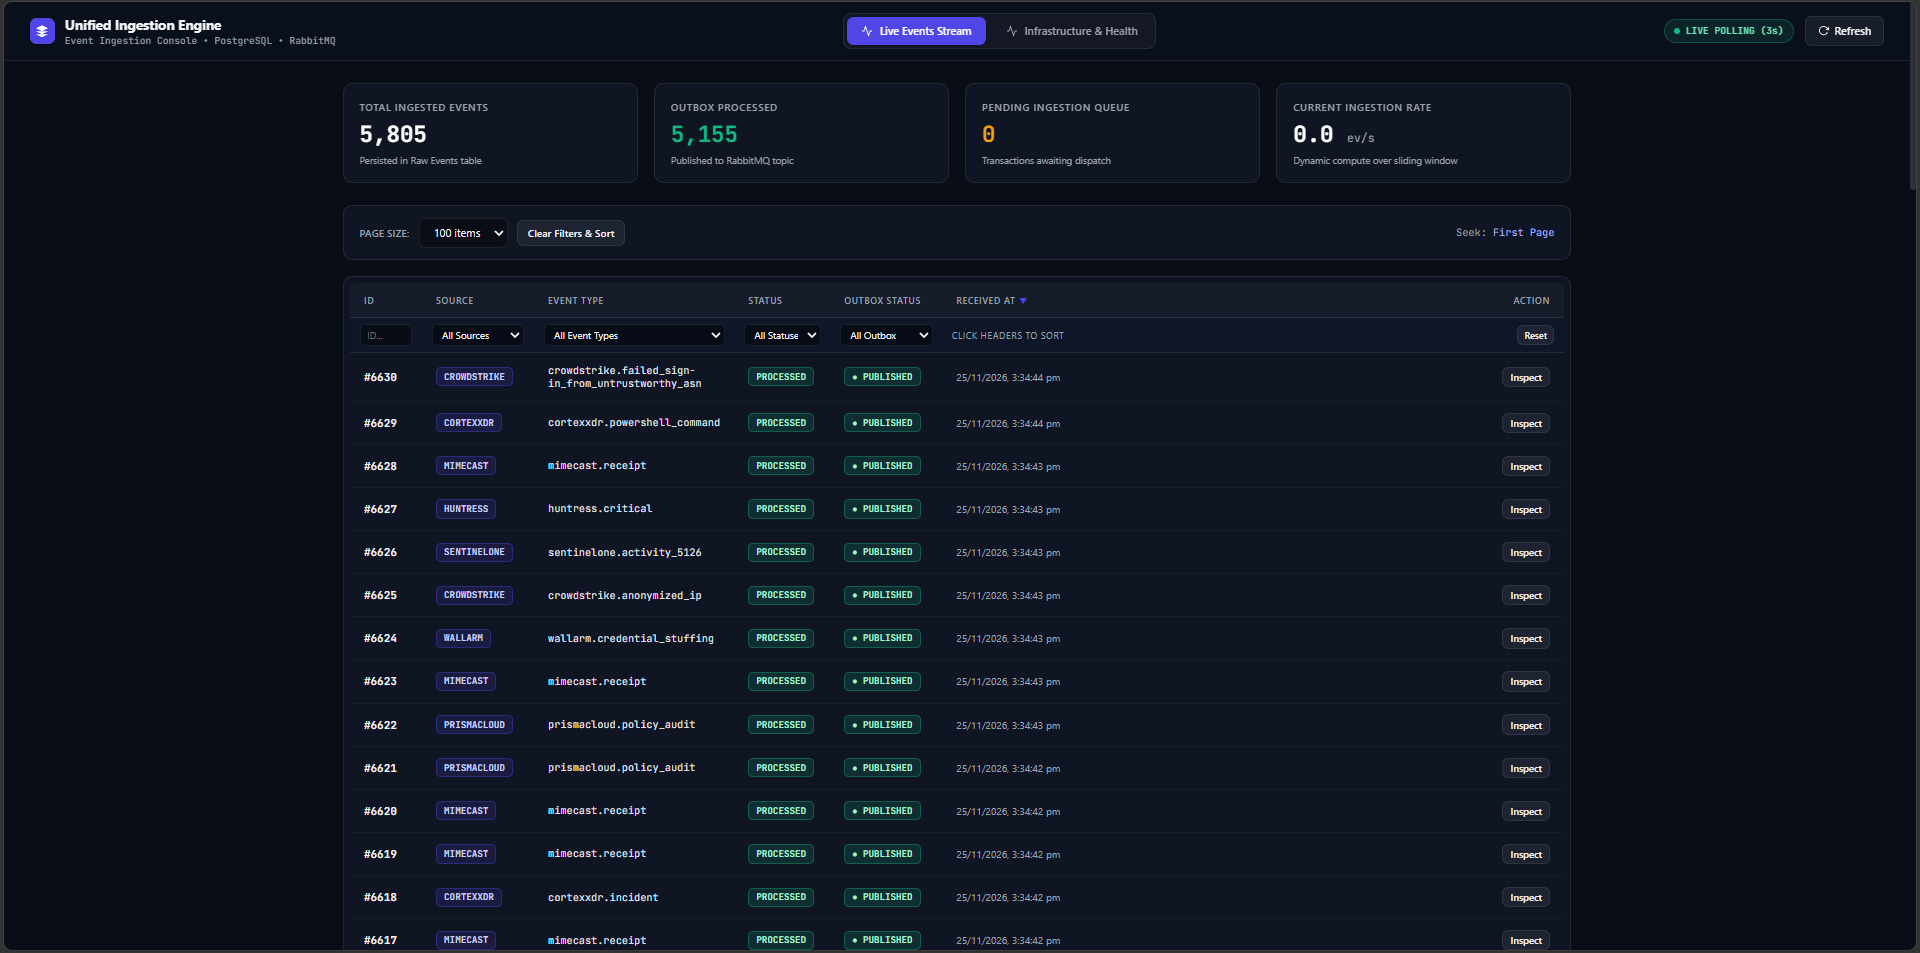 Unified Ingestion Engine
Event Ingestion Console • PostgreSQL • RabbitMQ
Live Events Stream
Infrastructure & Health
LIVE POLLING (3s)
Refresh
TOTAL INGESTED EVENTS
5,805
Persisted in Raw Events table
OUTBOX PROCESSED
5,155
Published to RabbitMQ topic
PENDING INGESTION QUEUE
0
Transactions awaiting dispatch
CURRENT INGESTION RATE
0.0 ev/s
Dynamic compute over sliding window
PAGE SIZE: 100 items Clear Filters & Sort Seek: First Page
ID SOURCE EVENT TYPE STATUS OUTBOX STATUS RECEIVED AT ▼ ACTION
ID... All Sources All Event Types All Statuse All Outbox CLICK HEADERS TO SORT Reset
#6630 CROWDSTRIKE crowdstrike.failed_sign-
in_from_untrustworthy_asn PROCESSED • PUBLISHED 25/11/2026, 3:34:44 pm Inspect
#6629 CORTEXXDR cortexxdr.powershell_command PROCESSED • PUBLISHED 25/11/2026, 3:34:44 pm Inspect
#6628 MIMECAST mimecast.receipt PROCESSED • PUBLISHED 25/11/2026, 3:34:43 pm Inspect
#6627 HUNTRESS huntress.critical PROCESSED • PUBLISHED 25/11/2026, 3:34:43 pm Inspect
#6626 SENTINELONE sentinelone.activity_5126 PROCESSED • PUBLISHED 25/11/2026, 3:34:43 pm Inspect
#6625 CROWDSTRIKE crowdstrike.anonymized_ip PROCESSED • PUBLISHED 25/11/2026, 3:34:43 pm Inspect
#6624 WALLARM wallarm.credential_stuffing PROCESSED • PUBLISHED 25/11/2026, 3:34:43 pm Inspect
#6623 MIMECAST mimecast.receipt PROCESSED • PUBLISHED 25/11/2026, 3:34:43 pm Inspect
#6622 PRISMACLOUD prismacloud.policy_audit PROCESSED • PUBLISHED 25/11/2026, 3:34:43 pm Inspect
#6621 PRISMACLOUD prismacloud.policy_audit PROCESSED • PUBLISHED 25/11/2026, 3:34:42 pm Inspect
#6620 MIMECAST mimecast.receipt PROCESSED • PUBLISHED 25/11/2026, 3:34:42 pm Inspect
#6619 MIMECAST mimecast.receipt PROCESSED • PUBLISHED 25/11/2026, 3:34:42 pm Inspect
#6618 CORTEXXDR cortexxdr.incident PROCESSED • PUBLISHED 25/11/2026, 3:34:42 pm Inspect
#6617 MIMECAST mimecast.receipt PROCESSED • PUBLISHED 25/11/2026, 3:34:42 pm Inspect